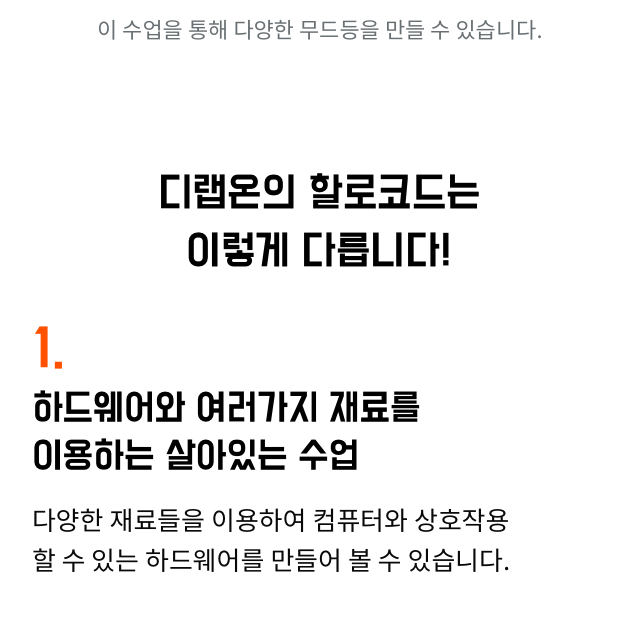 이 수업을 통해 다양한 무드등을 만들 수 있습니다.
디랩온의 할로코드는
이렇게 다릅니다!
1.
하드웨어와 여러가지 재료를
이용하는 살아있는 수업
다양한 재료들을 이용하여 컴퓨터와 상호작용
할 수 있는 하드웨어를 만들어 볼 수 있습니다.